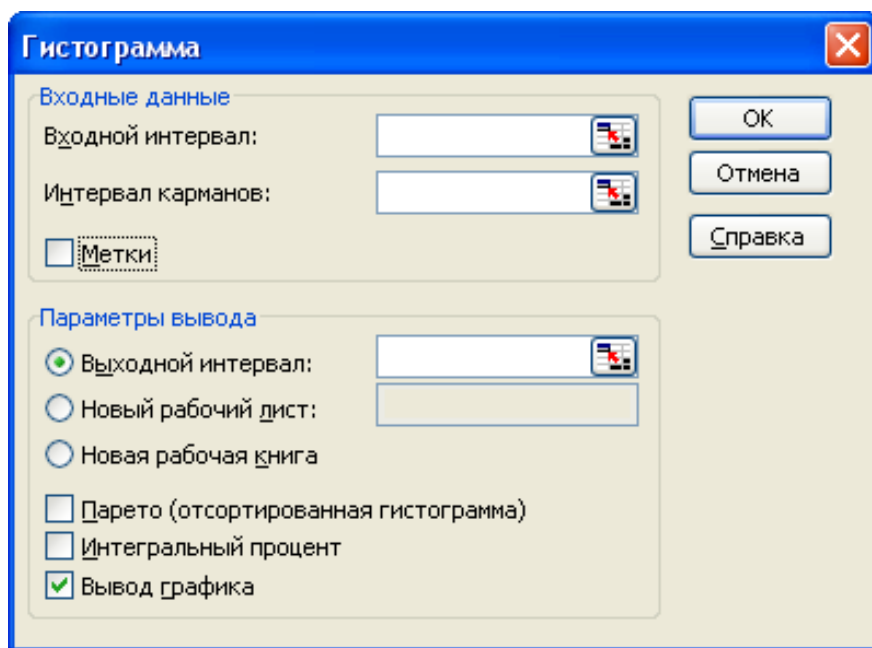 Гистограмма
Входные данные
Входной интервал:
Интервал карманов:
Метки
Параметры вывода
Выходной интервал:
Новый рабочий лист:
Новая рабочая книга
Парето (отсортированная гистограмма)
Интегральный процент
Вывод графика
ОК
Отмена
Справка